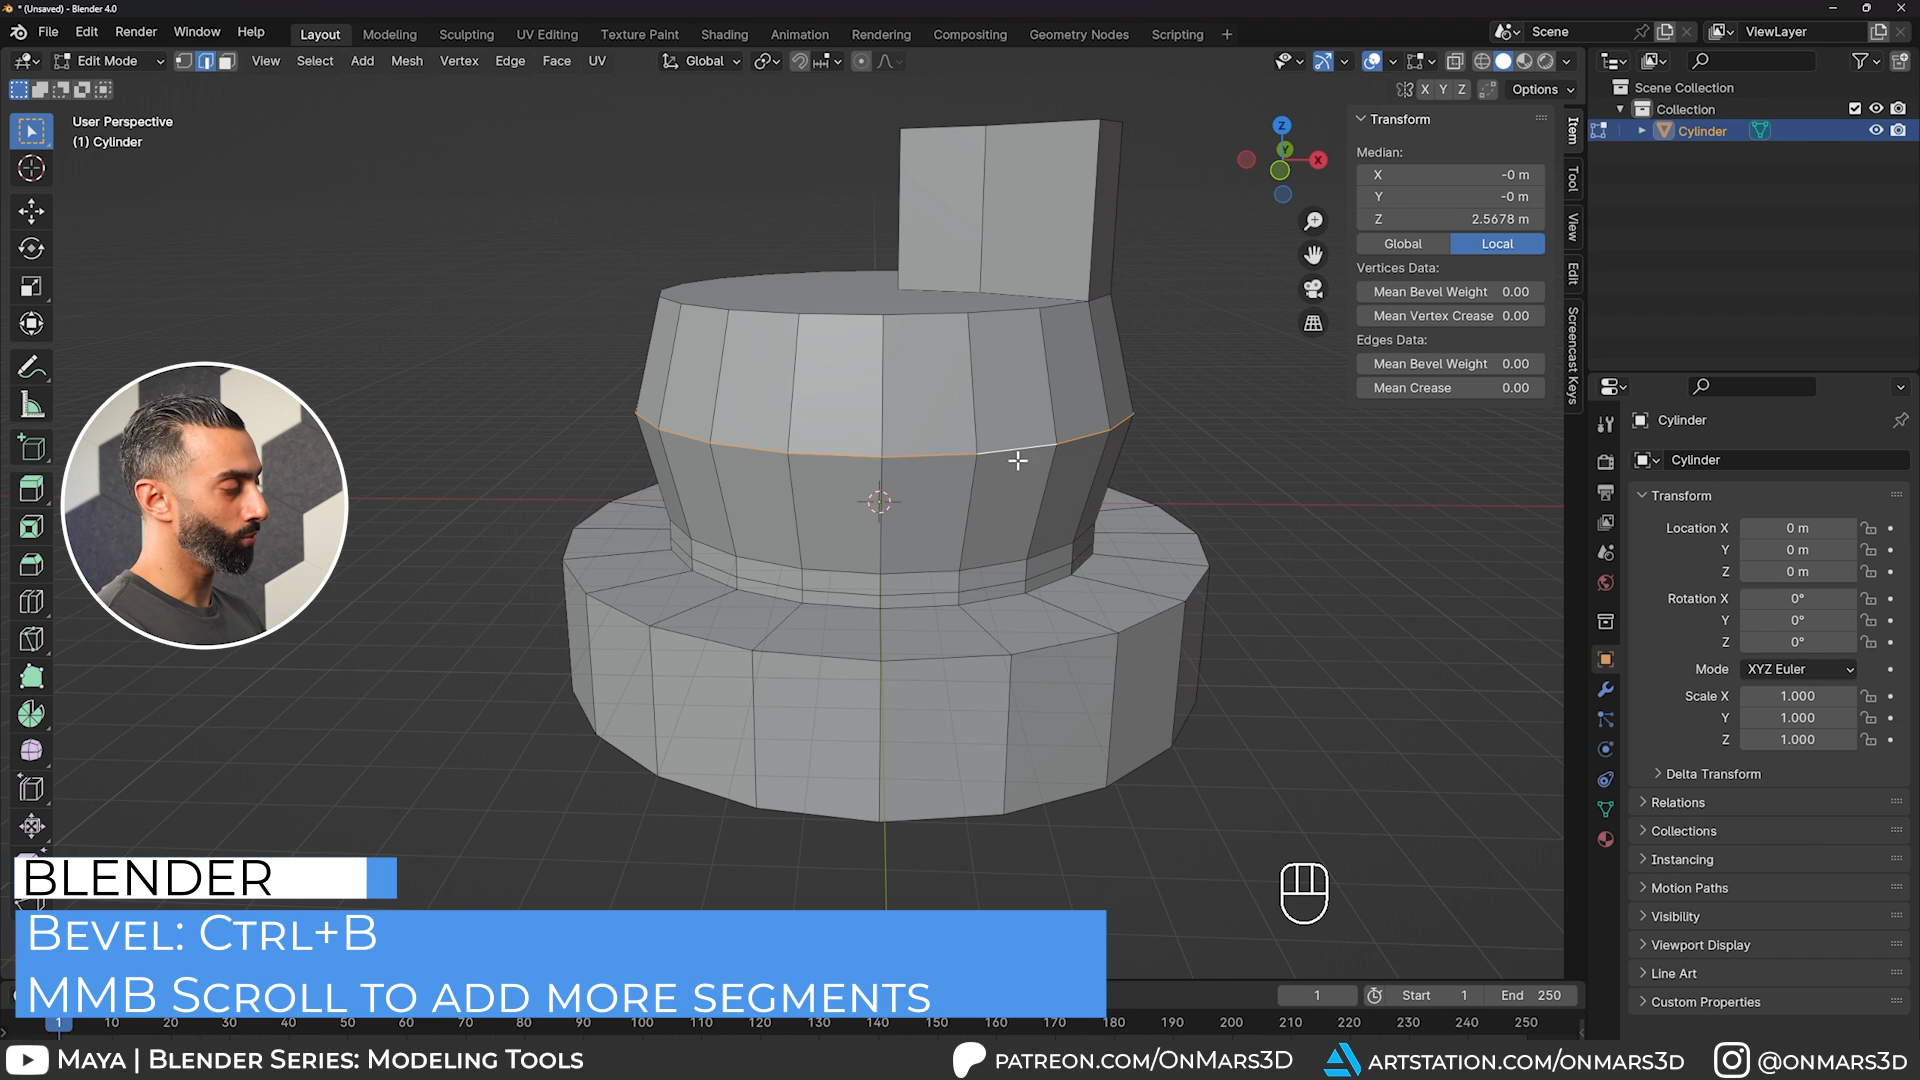 * (Unsaved) - Blender 4.0
File Edit Render Window Help Layout Modeling Sculpting UV Editing Texture Paint Shading Animation Rendering Compositing Geometry Nodes Scripting + Scene ViewLayer
Edit Mode View Select Add Mesh Vertex Edge Face UV Global
X Y Z Options
User Perspective
(1) Cylinder
Z
Y
X
Transform
Median:
X -0 m
Y -0 m
Z 2.5678 m
Global Local
Vertices Data:
Mean Bevel Weight 0.00
Mean Vertex Crease 0.00
Edges Data:
Mean Bevel Weight 0.00
Mean Crease 0.00
Item
Tool
View
Edit
Screencast Keys
Scene Collection
Collection
Cylinder
Cylinder
Cylinder
Transform
Location X 0 m
Y 0 m
Z 0 m
Rotation X 0°
Y 0°
Z 0°
Mode XYZ Euler
Scale X 1.000
Y 1.000
Z 1.000
Delta Transform
Relations
Collections
Instancing
Motion Paths
Visibility
Viewport Display
Line Art
Custom Properties
BLENDER
Bevel: Ctrl+B
MMB Scroll to add more segments
1 Start 1 End 250
1 10 20 30 40 50 60 70 80 90 100 110 120 130 140 150 160 170 180 190 200 210 220 230 240 250
Maya | Blender Series: Modeling Tools patreon.com/OnMars3D artstation.com/onmars3d @onmars3d